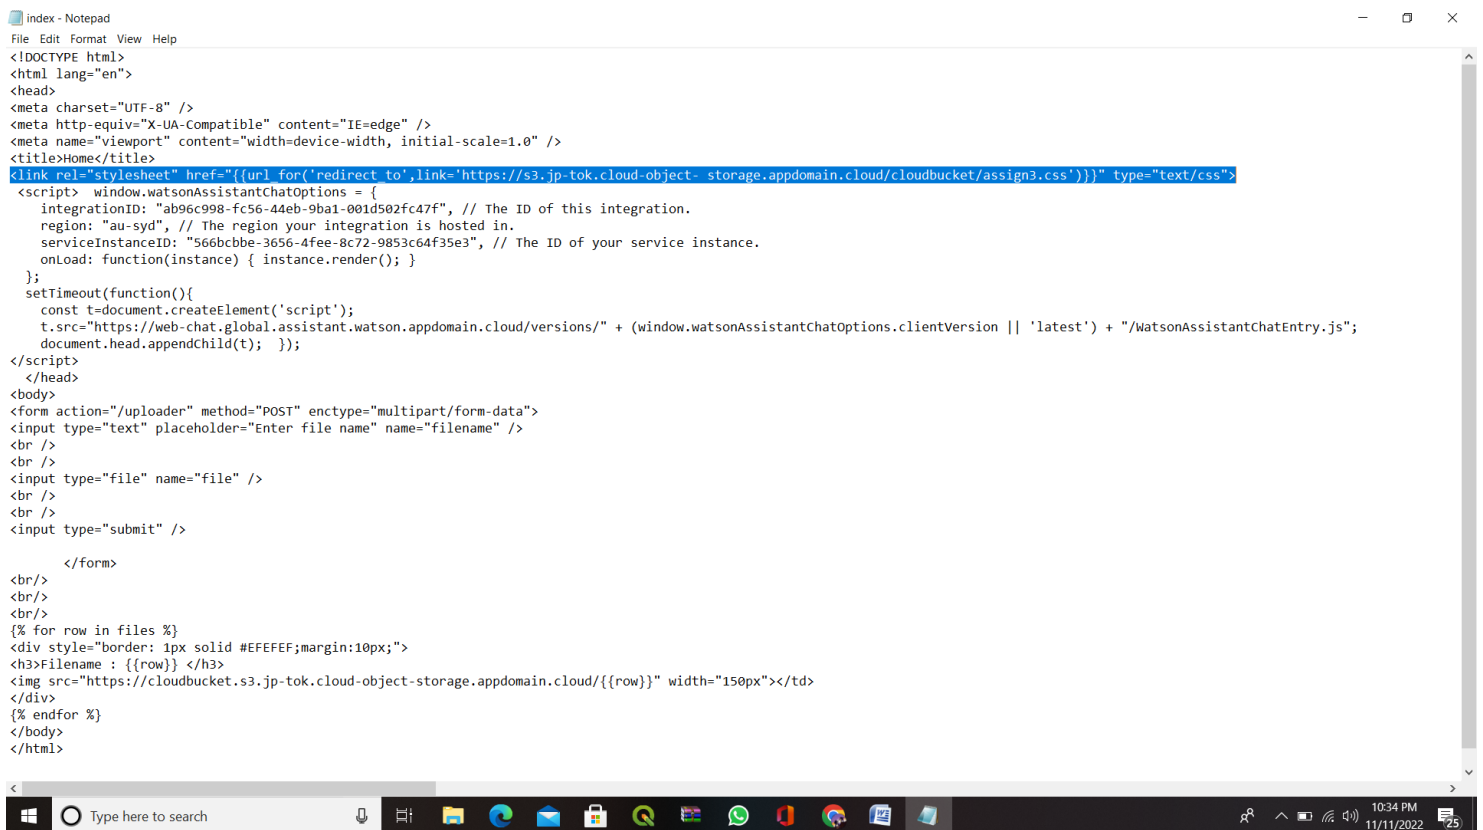 index - Notepad
File Edit Format View Help
<!DOCTYPE html>
<html lang="en">
<head>
<meta charset="UTF-8" />
<meta http-equiv="X-UA-Compatible" content="IE=edge" />
<meta name="viewport" content="width=device-width, initial-scale=1.0" />
<title>Home</title>
<link rel="stylesheet" href="{{url_for('redirect_to',link='https://s3.jp-tok.cloud-object- storage.appdomain.cloud/cloudbucket/assign3.css')}}" type="text/css">
<script>  window.watsonAssistantChatOptions = {
integrationID: "ab96c998-fc56-44eb-9ba1-001d502fc47f", // The ID of this integration.
region: "au-syd", // The region your integration is hosted in.
serviceInstanceID: "566bcbbe-3656-4fee-8c72-9853c64f35e3", // The ID of your service instance.
onLoad: function(instance) { instance.render(); }
};
setTimeout(function(){
const t=document.createElement('script');
t.src="https://web-chat.global.assistant.watson.appdomain.cloud/versions/" + (window.watsonAssistantChatOptions.clientVersion || 'latest') + "/WatsonAssistantChatEntry.js";
document.head.appendChild(t);  });
</script>
</head>
<body>
<form action="/uploader" method="POST" enctype="multipart/form-data">
<input type="text" placeholder="Enter file name" name="filename" />
<br />
<br />
<input type="file" name="file" />
<br />
<br />
<input type="submit" />
</form>
<br/>
<br/>
<br/>
{% for row in files %}
<div style="border: 1px solid #EFEFEF;margin:10px;">
<h3>Filename : {{row}} </h3>
<img src="https://cloudbucket.s3.jp-tok.cloud-object-storage.appdomain.cloud/{{row}}" width="150px"></td>
</div>
{% endfor %}
</body>
</html>
Type here to search
10:34 PM
11/11/2022
25